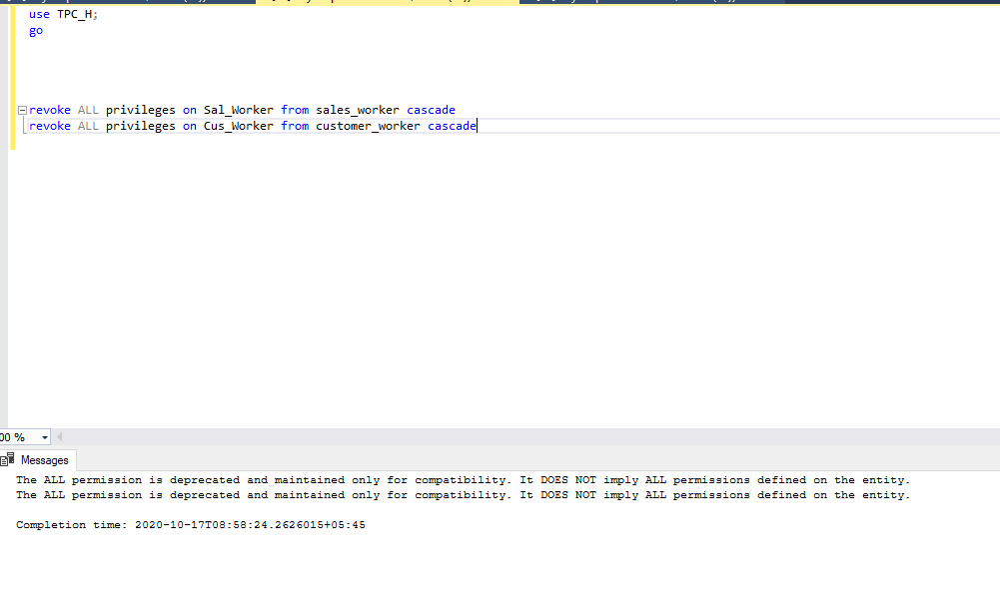 use TPC_H;
go
revoke ALL privileges on Sal_Worker from sales_worker cascade
revoke ALL privileges on Cus_Worker from customer_worker cascade
00 %
Messages
The ALL permission is deprecated and maintained only for compatibility. It DOES NOT imply ALL permissions defined on the entity.
The ALL permission is deprecated and maintained only for compatibility. It DOES NOT imply ALL permissions defined on the entity.
Completion time: 2020-10-17T08:58:24.2626015+05:45